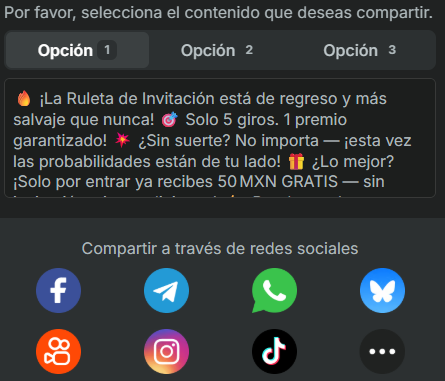 Por favor, selecciona el contenido que deseas compartir.
Opción 1 Opción 2 Opción 3
🔥 ¡La Ruleta de Invitación está de regreso y más
salvaje que nunca! 🎯 Solo 5 giros. 1 premio
garantizado! 💥 ¿Sin suerte? No importa — ¡esta vez
las probabilidades están de tu lado! 🎁 ¿Lo mejor?
¡Solo por entrar ya recibes 50 MXN GRATIS — sin
Compartir a través de redes sociales